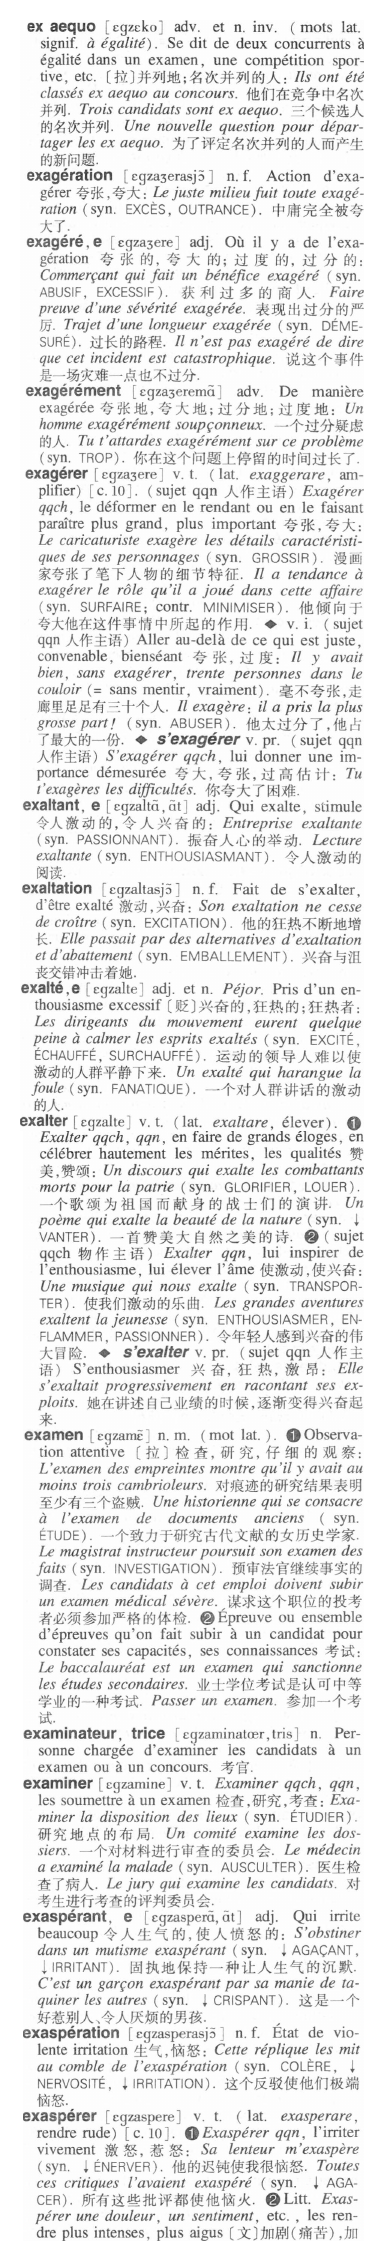 ex aequo [εgzeko] adv. et n. inv. (mots lat.
signif. à égalité). Se dit de deux concurrents à
égalité dans un examen, une compétition spor-
tive, etc. [拉]并列地;名次并列的人: Ils ont été
classés ex aequo au concours. 他们在竞争中名次
并列. Trois candidats sont ex aequo. 三个候选人
的名次并列. Une nouvelle question pour dépar-
tager les ex aequo. 为了评定名次并列的人而产生
的新问题.
exagération [εgzaʒerasjɔ̃] n. f. Action d'exa-
gérer 夸张,夸大: Le juste milieu fuit toute exagé-
ration (syn. EXCÈS, OUTRANCE). 中庸完全被夸
大了.
exagéré, e [εgzaʒere] adj. Où il y a de l'exa-
gération 夸张的,夸大的;过度的,过分的:
Commerçant qui fait un bénéfice exagéré (syn.
ABUSIF, EXCESSIF). 获利过多的商人. Faire
preuve d'une sévérité exagérée. 表现出过分的严
厉. Trajet d'une longueur exagérée (syn. DÉME-
SURÉ). 过长的路程. Il n'est pas exagéré de dire
que cet incident est catastrophique. 说这个事件
是一场灾难一点也不过分.
exagérément [εgzaʒeremɑ̃] adv. De manière
exagérée 夸张地,夸大地;过分地;过度地: Un
homme exagérément soupçonneux. 一个过分疑虑
的人. Tu t'attardes exagérément sur ce problème
(syn. TROP). 你在这个问题上停留的时间过长了.
exagérer [εgzaʒere] v. t. (lat. exaggerare, am-
plifier) [c. 10]. (sujet qqn 人作主语) Exagérer
qqch, le déformer en le rendant ou en le faisant
paraître plus grand, plus important 夸张,夸大:
Le caricaturiste exagère les détails caractéristi-
ques de ses personnages (syn. GROSSIR). 漫画
家夸张了笔下人物的细节特征. Il a tendance à
exagérer le rôle qu'il a joué dans cette affaire
(syn. SURFAIRE; contr. MINIMISER). 他倾向于
夸大他在这件事情中所起的作用. ◆ v. i. (sujet
qqn 人作主语) Aller au-delà de ce qui est juste,
convenable, bienséant 夸张,过度: Il y avait
bien, sans exagérer, trente personnes dans le
couloir (= sans mentir, vraiment). 毫不夸张,走
廊里足足有三十个人. Il exagère: il a pris la plus
grosse part! (syn. ABUSER). 他太过分了,他占
了最大的一份. ◆ s'exagérer v. pr. (sujet qqn
人作主语) S'exagérer qqch, lui donner une im-
portance démesurée 夸大,夸张,过高估计: Tu
t'exagères les difficultés. 你夸大了困难.
exaltant, e [εgzaltɑ̃, ɑ̃t] adj. Qui exalte, stimule
令人激动的,令人兴奋的: Entreprise exaltante
(syn. PASSIONNANT). 振奋人心的举动. Lecture
exaltante (syn. ENTHOUSIASMANT). 令人激动的
阅读.
exaltation [εgzaltasjɔ̃] n. f. Fait de s'exalter,
d'être exalté 激动,兴奋: Son exaltation ne cesse
de croître (syn. EXCITATION). 他的狂热不断地增
长. Elle passait par des alternatives d'exaltation
et d'abattement (syn. EMBALLEMENT). 兴奋与沮
丧交错冲击着她.
exalté, e [εgzalte] adj. et n. Péjor. Pris d'un en-
thousiasme excessif [贬]兴奋的,狂热的;狂热者:
Les dirigeants du mouvement eurent quelque
peine à calmer les esprits exaltés (syn. EXCITÉ,
ÉCHAUFFÉ, SURCHAUFFÉ). 运动的领导人难以使
激动的人群平静下来. Un exalté qui harangue la
foule (syn. FANATIQUE). 一个对人群讲话的激动
的人.
exalter [εgzalte] v. t. (lat. exaltare, élever). ❶
Exalter qqch, qqn, en faire de grands éloges, en
célébrer hautement les mérites, les qualités 赞
美,赞颂: Un discours qui exalte les combattants
morts pour la patrie (syn. GLORIFIER, LOUER).
一个歌颂为祖国而献身的战士们的演讲. Un
poème qui exalte la beauté de la nature (syn. ↓
VANTER). 一首赞美大自然之美的诗. ❷ (sujet
qqch 物作主语) Exalter qqn, lui inspirer de
l'enthousiasme, lui élever l'âme 使激动,使兴奋:
Une musique qui nous exalte (syn. TRANSPOR-
TER). 使我们激动的乐曲. Les grandes aventures
exaltent la jeunesse (syn. ENTHOUSIASMER, EN-
FLAMMER, PASSIONNER). 令年轻人感到兴奋的伟
大冒险. ◆ s'exalter v. pr. (sujet qqn 人作主
语) S'enthousiasmer 兴奋,狂热,激昂: Elle
s'exaltait progressivement en racontant ses ex-
ploits. 她在讲述自己业绩的时候,逐渐变得兴奋起
来.
examen [εgzamɛ̃] n. m. (mot lat.). ❶ Observa-
tion attentive [拉]检查,研究,仔细的观察:
L'examen des empreintes montre qu'il y avait au
moins trois cambrioleurs. 对痕迹的研究结果表明
至少有三个盗贼. Une historienne qui se consacre
à l'examen de documents anciens (syn.
ÉTUDE). 一个致力于研究古代文献的女历史学家.
Le magistrat instructeur poursuit son examen des
faits (syn. INVESTIGATION). 预审法官继续事实的
调查. Les candidats à cet emploi doivent subir
un examen médical sévère. 谋求这个职位的投考
者必须参加严格的体检. ❷ Épreuve ou ensemble
d'épreuves qu'on fait subir à un candidat pour
constater ses capacités, ses connaissances 考试:
Le baccalauréat est un examen qui sanctionne
les études secondaires. 业士学位考试是认可中等
学业的一种考试. Passer un examen. 参加一个考
试.
examinateur, trice [εgzaminatœr, tris] n. Per-
sonne chargée d'examiner les candidats à un
examen ou à un concours. 考官.
examiner [εgzamine] v. t. Examiner qqch, qqn,
les soumettre à un examen 检查,研究,考查: Exa-
miner la disposition des lieux (syn. ÉTUDIER).
研究地点的布局. Un comité examine les dos-
siers. 一个对材料进行审查的委员会. Le médecin
a examiné la malade (syn. AUSCULTER). 医生检
查了病人. Le jury qui examine les candidats. 对
考生进行考查的评判委员会.
exaspérant, e [εgzasperɑ̃, ɑ̃t] adj. Qui irrite
beaucoup 令人生气的,使人愤怒的: S'obstiner
dans un mutisme exaspérant (syn. ↓ AGAÇANT,
↓ IRRITANT). 固执地保持一种让人生气的沉默.
C'est un garçon exaspérant par sa manie de ta-
quiner les autres (syn. ↓ CRISPANT). 这是一个
好惹别人、令人厌烦的男孩.
exaspération [εgzasperasjɔ̃] n. f. État de vio-
lente irritation 生气,恼怒: Cette réplique les mit
au comble de l'exaspération (syn. COLÈRE, ↓
NERVOSITÉ, ↓ IRRITATION). 这个反驳使他们极端
恼怒.
exaspérer [εgzaspere] v. t. (lat. exasperare,
rendre rude) [c. 10]. ❶ Exaspérer qqn, l'irriter
vivement 激怒,惹怒: Sa lenteur m'exaspère
(syn. ↓ ÉNERVER). 他的迟钝使我很恼怒. Toutes
ces critiques l'avaient exaspéré (syn. ↓ AGA-
CER). 所有这些批评都使他恼火. ❷ Litt. Exas-
pérer une douleur, un sentiment, etc., les ren-
dre plus intenses, plus aigus [文]加剧(痛苦),加